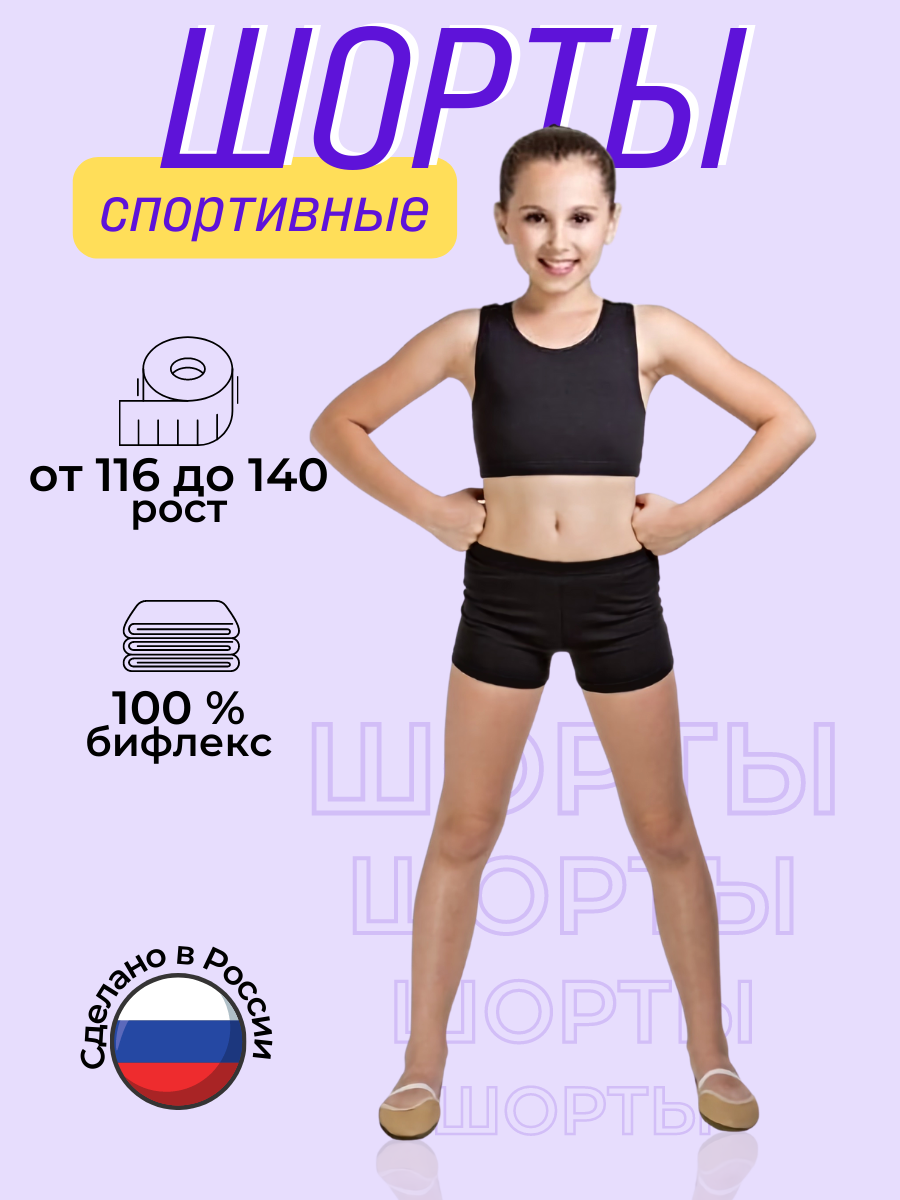 ШОРТЫ
спортивные
от 116 до 140
рост
100 %
бифлекс
ШОРТЫ
ШОРТЫ
ШОРТЫ
ШОРТЫ
Сделано в России